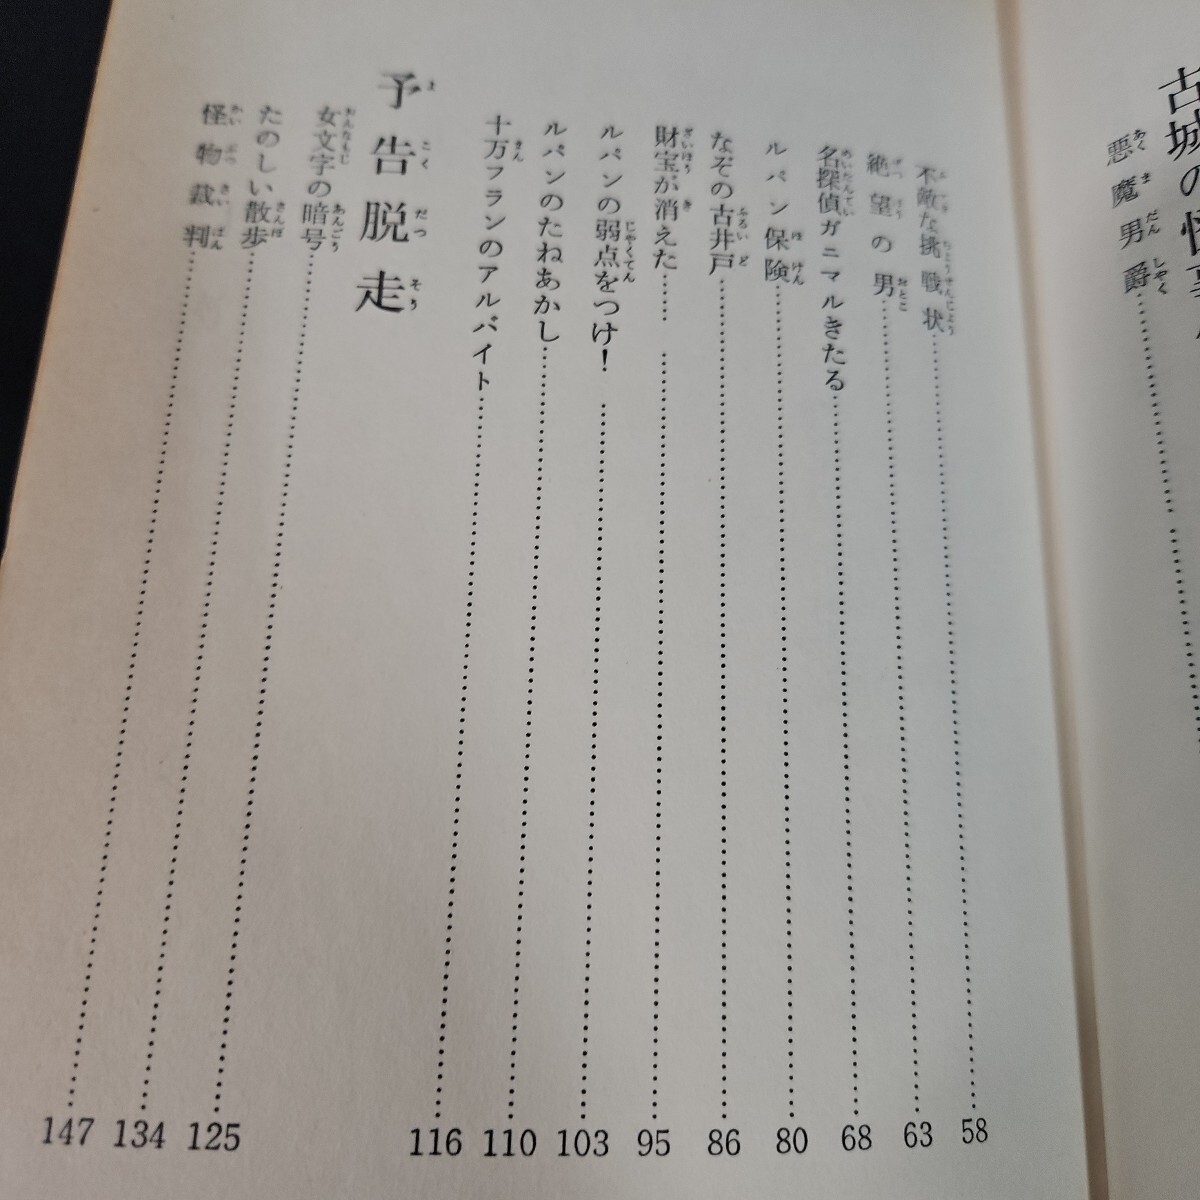 古城の怪事
悪魔男爵
不敵な挑戦状 58
絶望の男 63
名探偵ガニマルきたる 68
ルパン保険 80
なぞの古井戸 86
財宝が消えた…… 95
ルパンの弱点をつけ! 103
ルパンのたねあかし 110
十万フランのアルバイト 116
予告脱走
女文字の暗号 125
たのしい散歩 134
怪物裁判 147